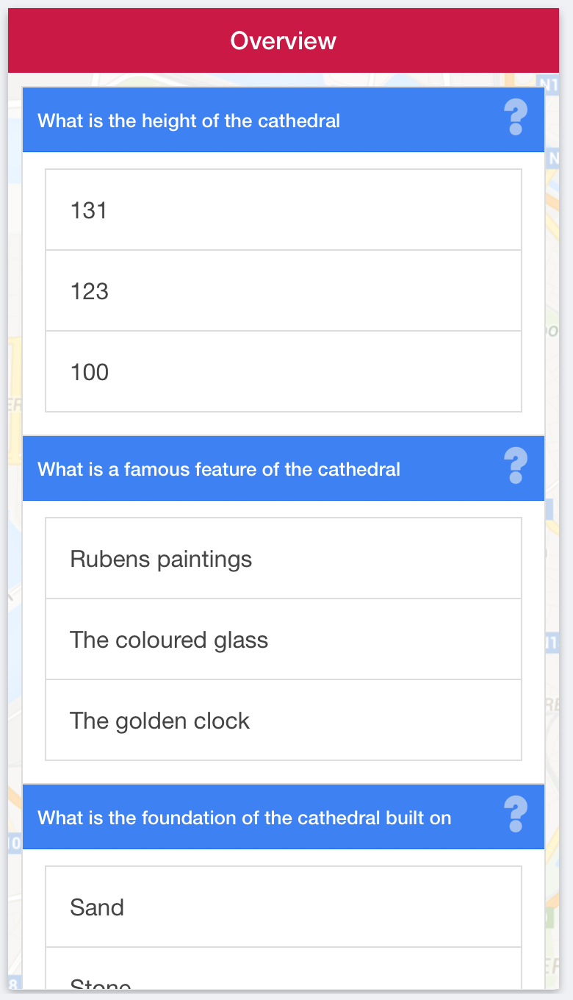 Overview
What is the height of the cathedral
?
131
123
100
What is a famous feature of the cathedral
?
Rubens paintings
The coloured glass
The golden clock
What is the foundation of the cathedral built on
?
Sand
Stone